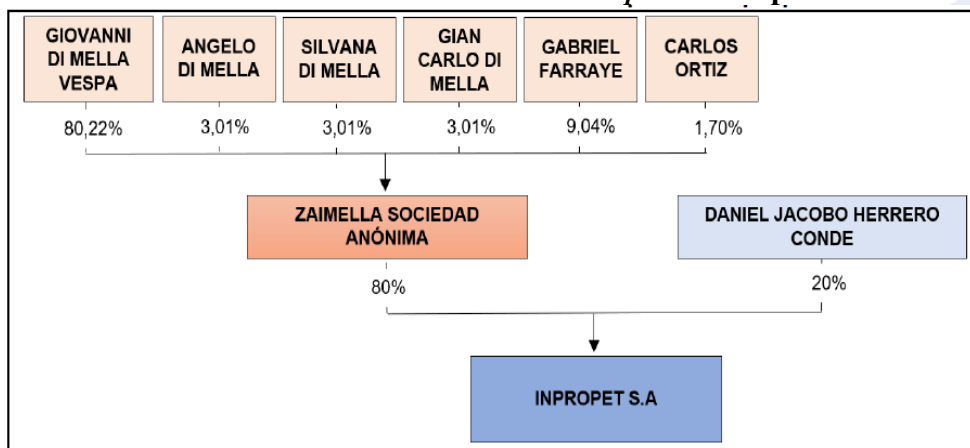 GIOVANNI
DI MELLA
VESPA
ANGELO
DI MELLA
SILVANA
DI MELLA
GIAN
CARLO DI
MELLA
GABRIEL
FARRAYE
CARLOS
ORTIZ
80,22%
3,01%
3,01%
3,01%
9,04%
1,70%
ZAIMELLA SOCIEDAD
ANÓNIMA
DANIEL JACOBO HERRERO
CONDE
80%
20%
INPROPET S.A